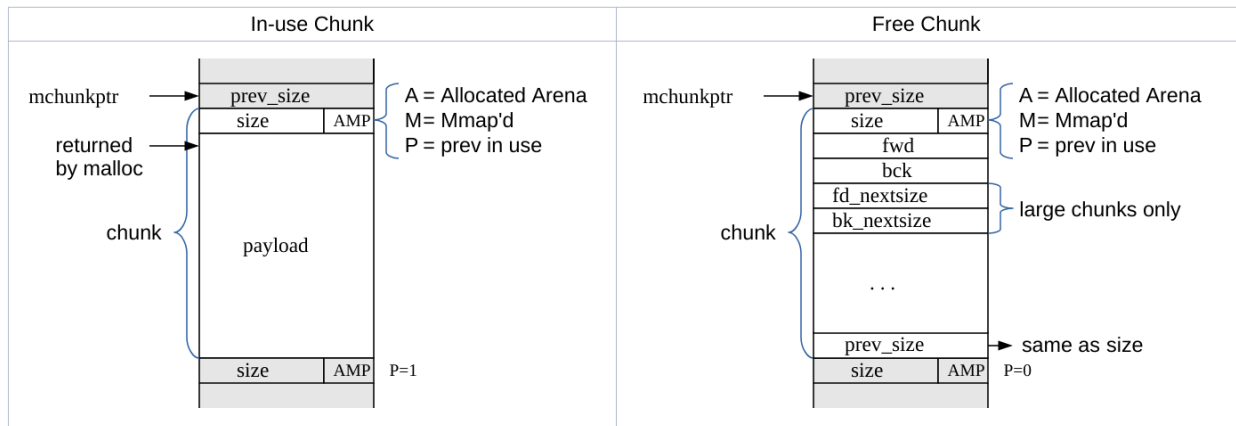 In-use Chunk
mchunkptr
prev_size
size
AMP
A = Allocated Arena
M= Mmap'd
P = prev in use
returned
by malloc
chunk
payload
size
AMP
P=1
Free Chunk
mchunkptr
prev_size
size
AMP
A = Allocated Arena
M= Mmap'd
P = prev in use
fwd
bck
fd_nextsize
bk_nextsize
large chunks only
chunk
. . .
prev_size
same as size
size
AMP
P=0